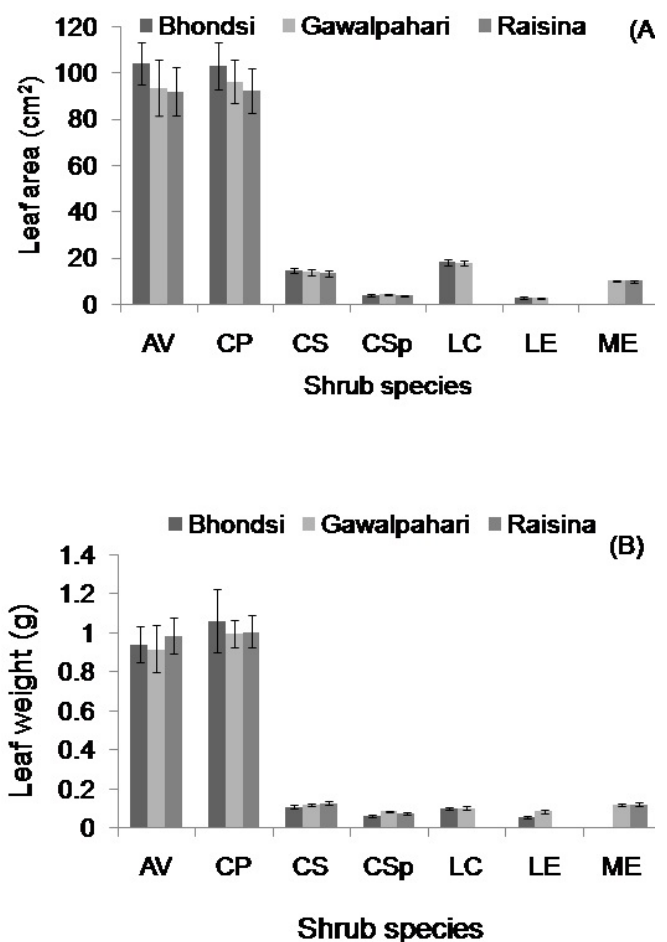 120
Bhondsi Gawalpahari Raisina
(A)
100
80
60
40
20
0
Leaf area (cm²)
AV CP CS CSp LC LE ME
Shrub species
Bhondsi Gawalpahari Raisina
(B)
1.4
1.2
1
0.8
0.6
0.4
0.2
0
Leaf weight (g)
AV CP CS CSp LC LE ME
Shrub species